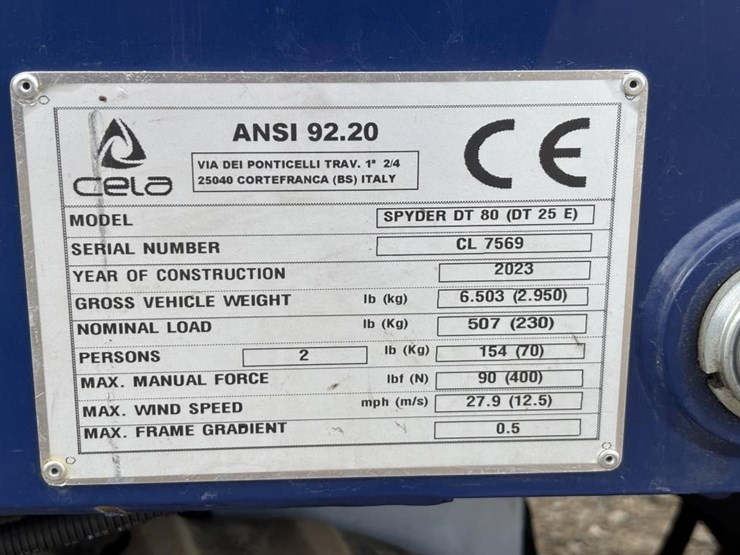 cela
ANSI 92.20
VIA DEI PONTICELLI TRAV. 1ª 2/4
25040 CORTEFRANCA (BS) ITALY
CE
MODEL SPYDER DT 80 (DT 25 E)
SERIAL NUMBER CL 7569
YEAR OF CONSTRUCTION 2023
GROSS VEHICLE WEIGHT lb (kg) 6.503 (2.950)
NOMINAL LOAD lb (Kg) 507 (230)
PERSONS 2 lb (Kg) 154 (70)
MAX. MANUAL FORCE lbf (N) 90 (400)
MAX. WIND SPEED mph (m/s) 27.9 (12.5)
MAX. FRAME GRADIENT 0.5